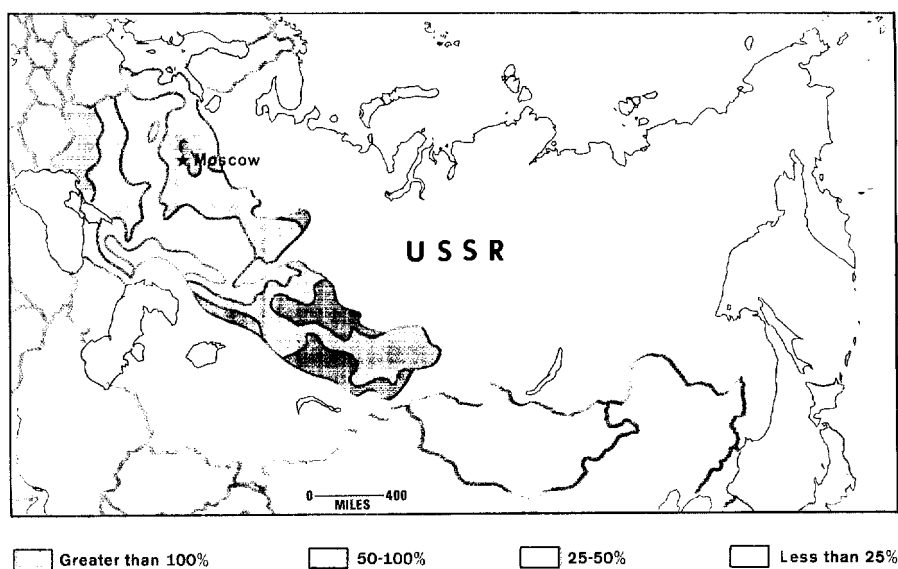 ★ Moscow
USSR
0 400
MILES
Greater than 100% 50-100% 25-50% Less than 25%